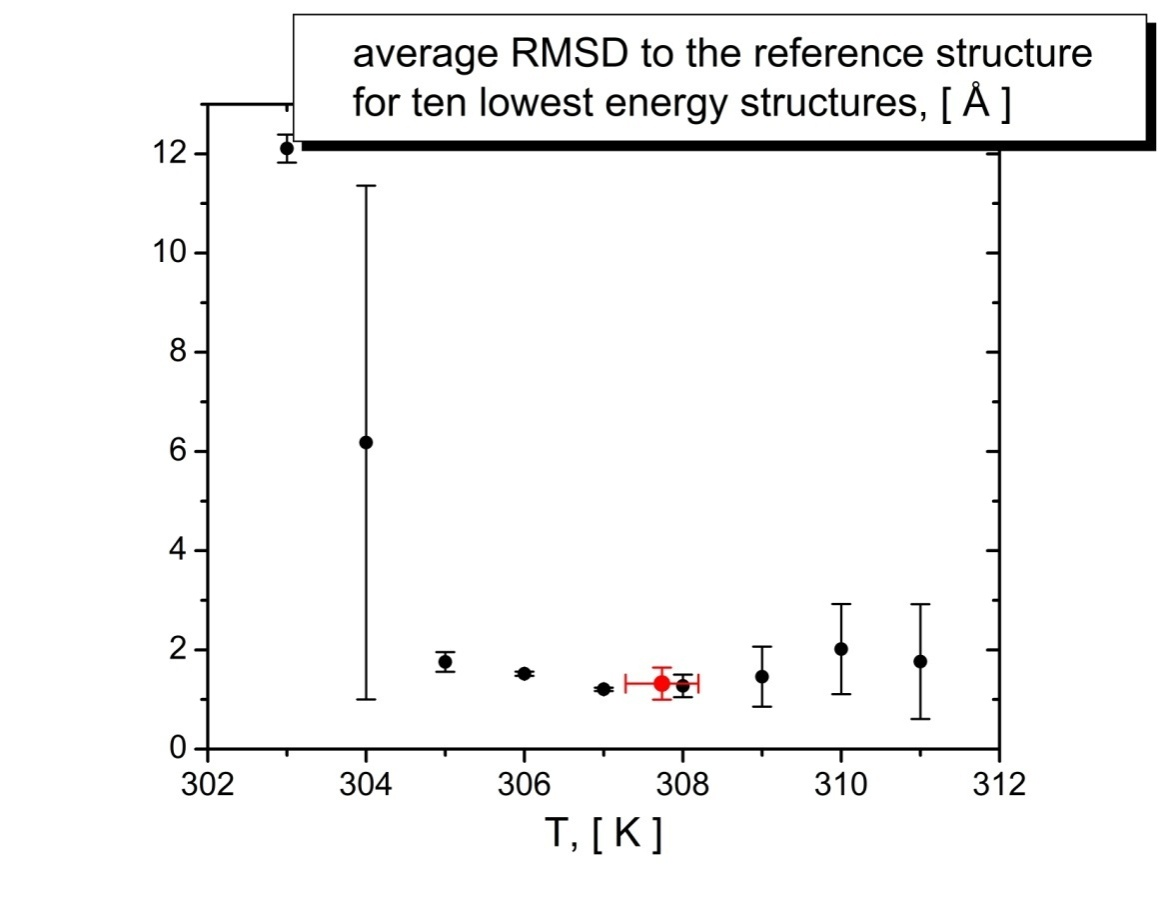 average RMSD to the reference structure
for ten lowest energy structures, [ Å ]
12
10
8
6
4
2
0
302 304 306 308 310 312
T, [ K ]